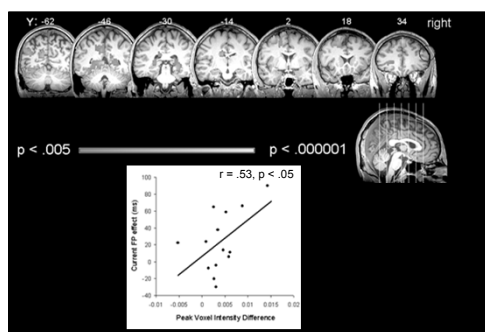 Y: -62 -46 -30 -14 2 18 34 right
p < .005 p < .000001
r = .53, p < .05
Current FP effect (ms)
100
80
60
40
20
0
-20
-40
-0.01 -0.005 0 0.005 0.01 0.015 0.02
Peak Voxel Intensity Difference